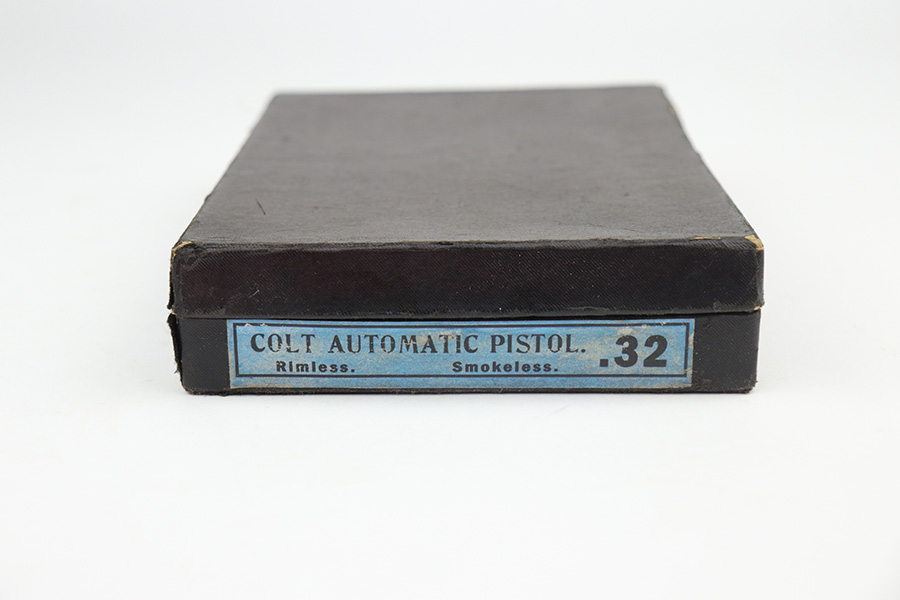 COLT AUTOMATIC PISTOL. .32
Rimless. Smokeless.